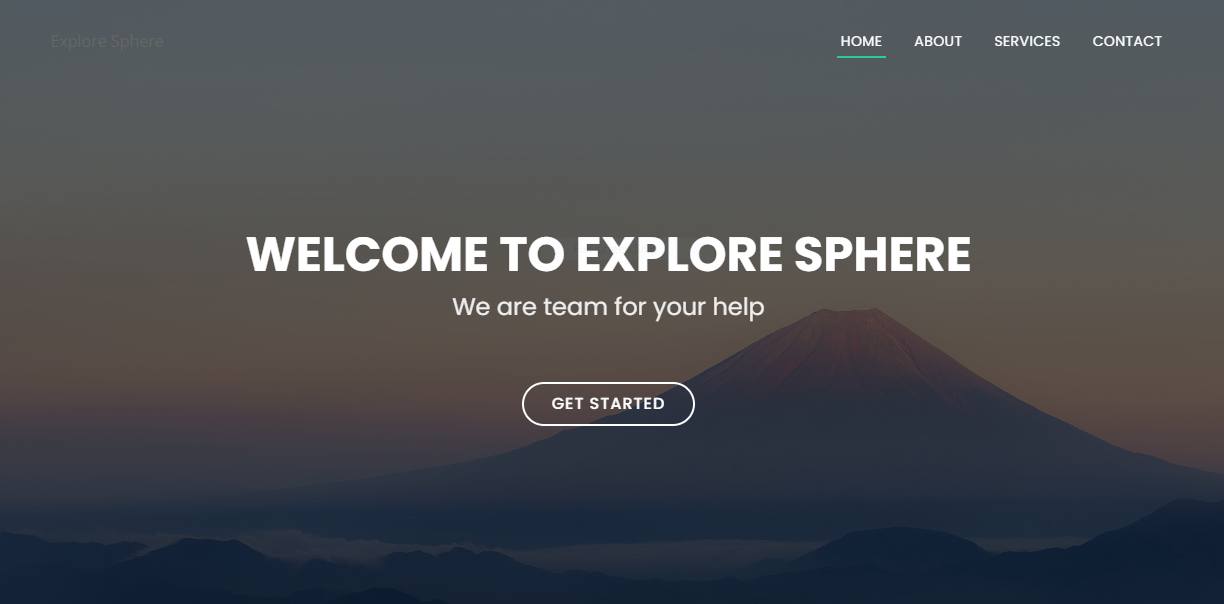 Explore Sphere
HOME ABOUT SERVICES CONTACT
WELCOME TO EXPLORE SPHERE
We are team for your help
GET STARTED